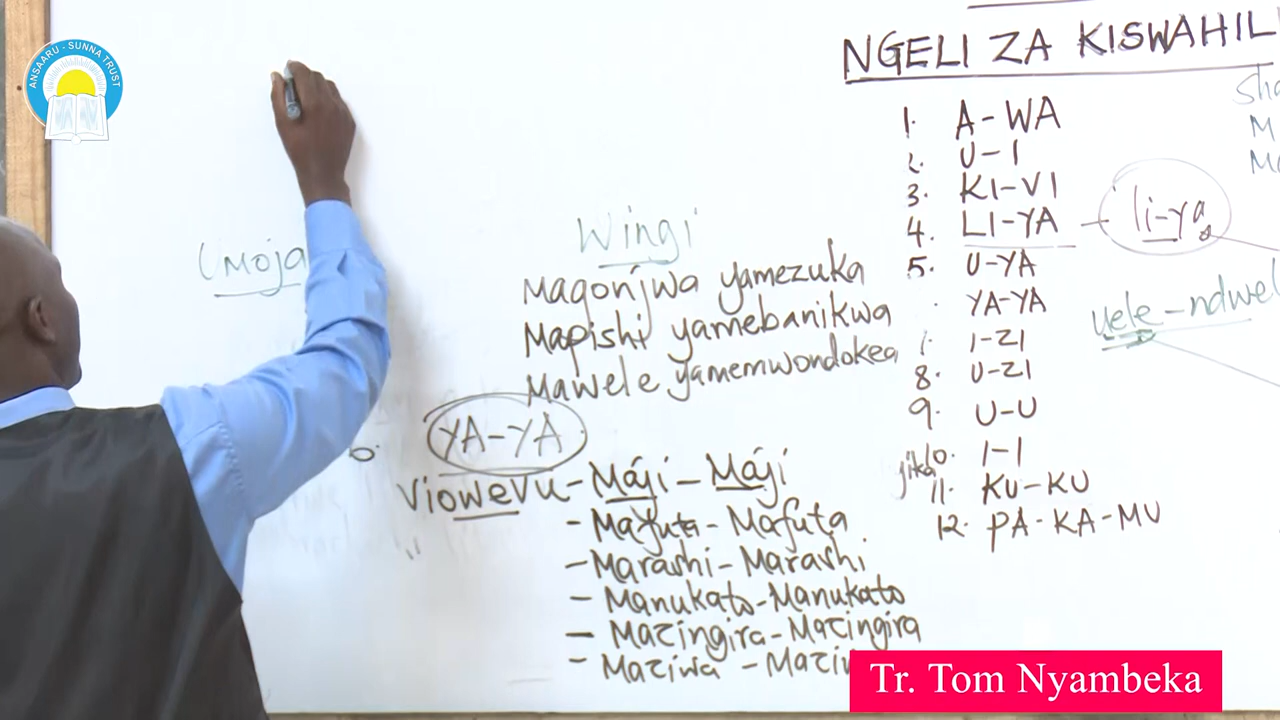 ANSAARU - SUNNA TRUST
NGELI ZA KISWAHIL
1. A-WA
2. U-I
3. KI-VI
4. LI-YA
li-ya
5. U-YA
YA-YA
I-ZI
8. U-ZI
9. U-U
10. I-I
11. KU-KU
12. PA-KA-MU
uele-ndwel
Umoja
Wingi
Magonjwa yamezuka
Mapishi yamebanikwa
Mawele yamemwondokea
YA-YA
Viowevu-Maji-Maji
- Mafuta-Mafuta
- Marashi-Marashi
- Manukato-Manukato
- Mazingira-Mazingira
- Maziwa -Maziw
Tr. Tom Nyambeka